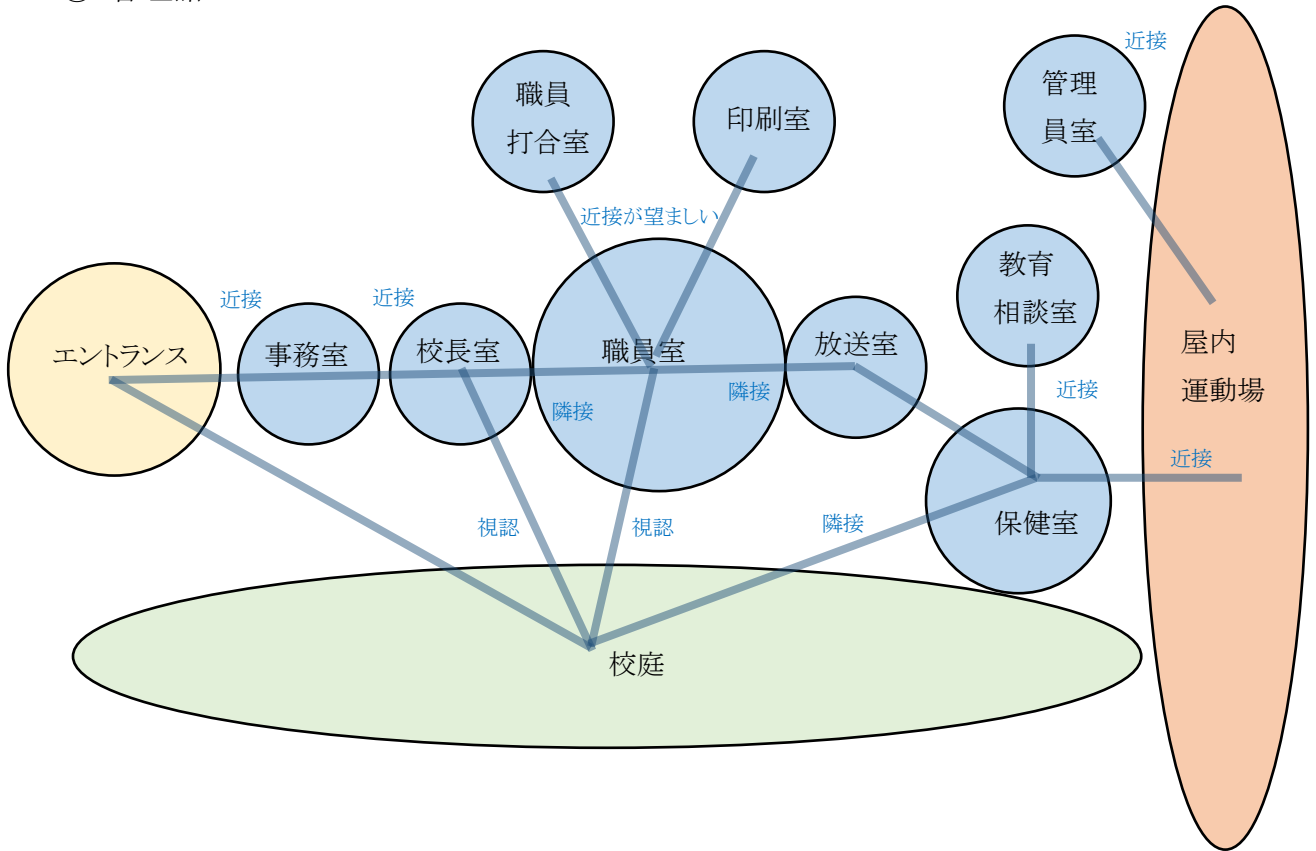 近接
職員
打合室
印刷室
管理
員室
近接が望ましい
教育
相談室
近接
近接
エントランス
事務室
校長室
職員室
放送室
屋内
運動場
隣接
隣接
近接
近接
視認
視認
隣接
保健室
校庭